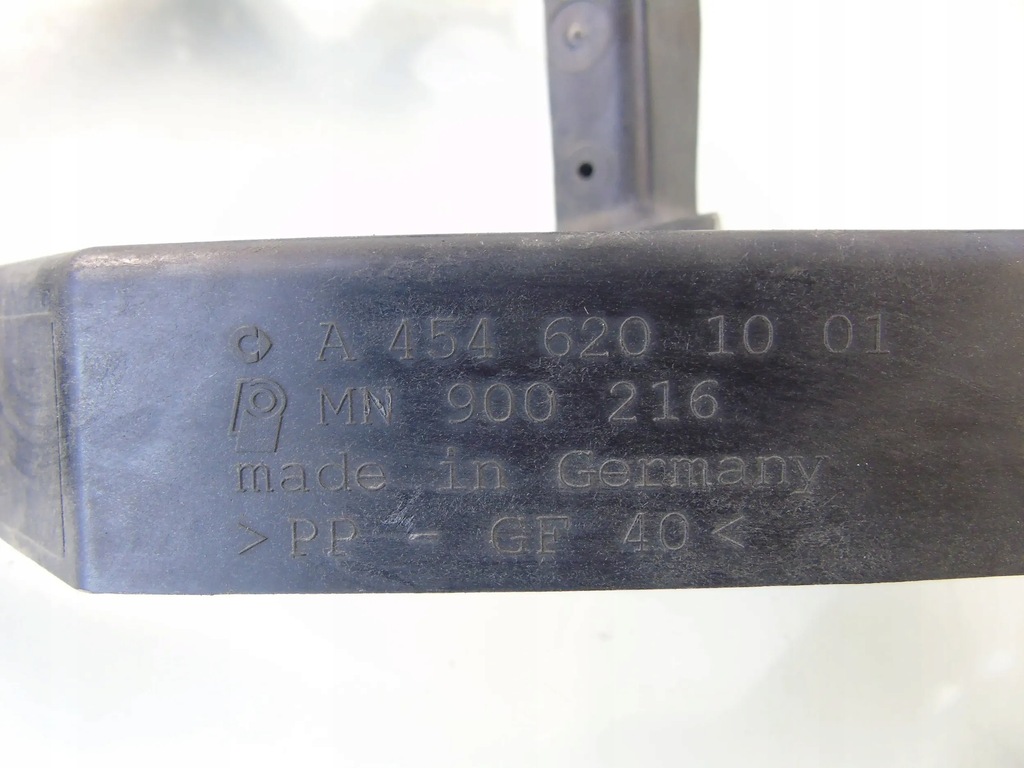 A 454 620 10 01
MN 900 216
made in Germany
>PP - GF 40<